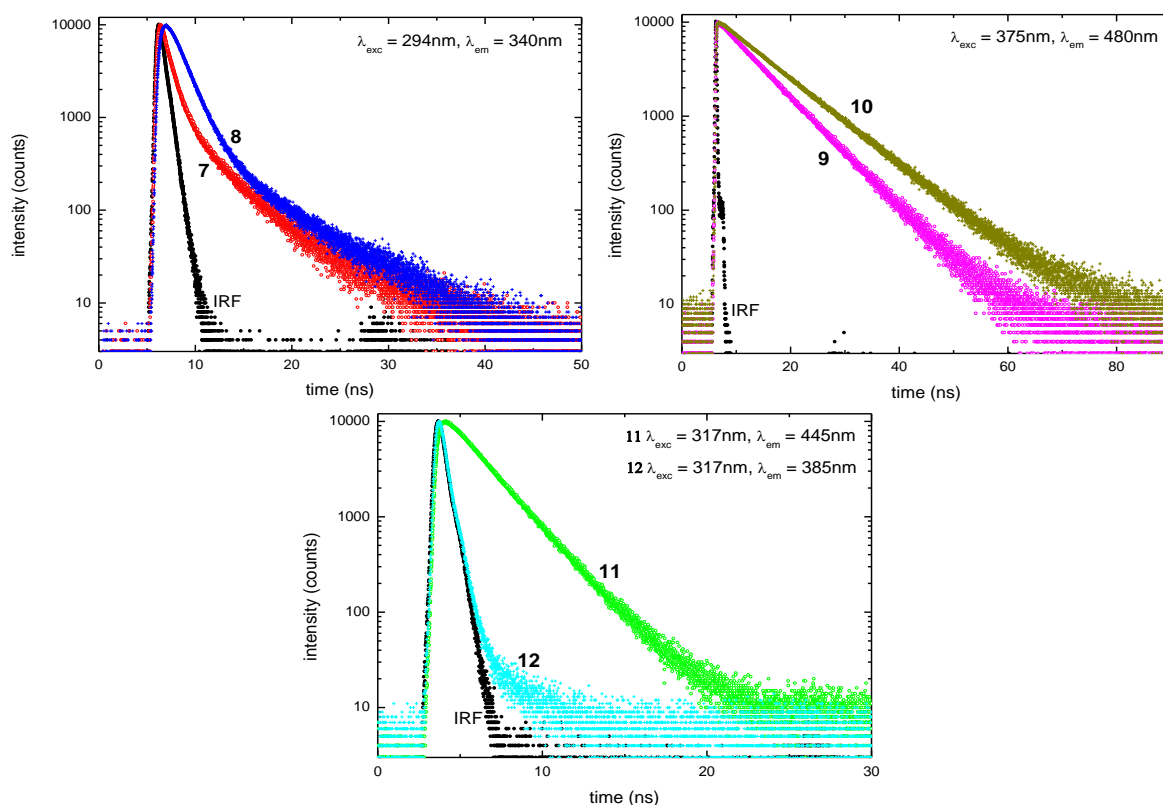 λexc = 294nm, λem = 340nm
intensity (counts)
10000
1000
100
10
8
7
IRF
0 10 20 30 40 50
time (ns)
λexc = 375nm, λem = 480nm
intensity (counts)
10000
1000
100
10
10
9
IRF
0 20 40 60 80
time (ns)
11 λexc = 317nm, λem = 445nm
12 λexc = 317nm, λem = 385nm
intensity (counts)
10000
1000
100
10
11
12
IRF
0 10 20 30
time (ns)